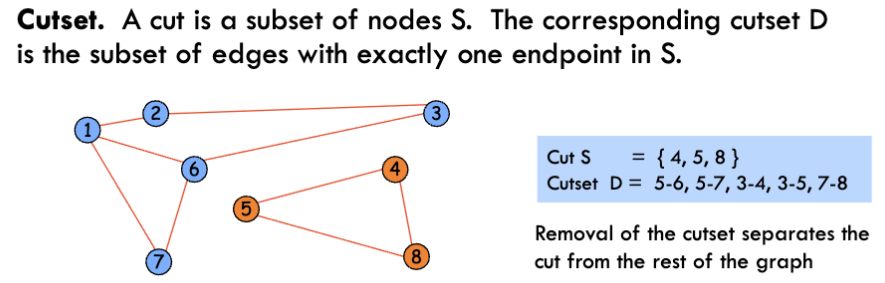 Cutset. A cut is a subset of nodes S. The corresponding cutset D
is the subset of edges with exactly one endpoint in S.
1
2
3
6
4
5
7
8
Cut S = { 4, 5, 8 }
Cutset D = 5-6, 5-7, 3-4, 3-5, 7-8
Removal of the cutset separates the
cut from the rest of the graph